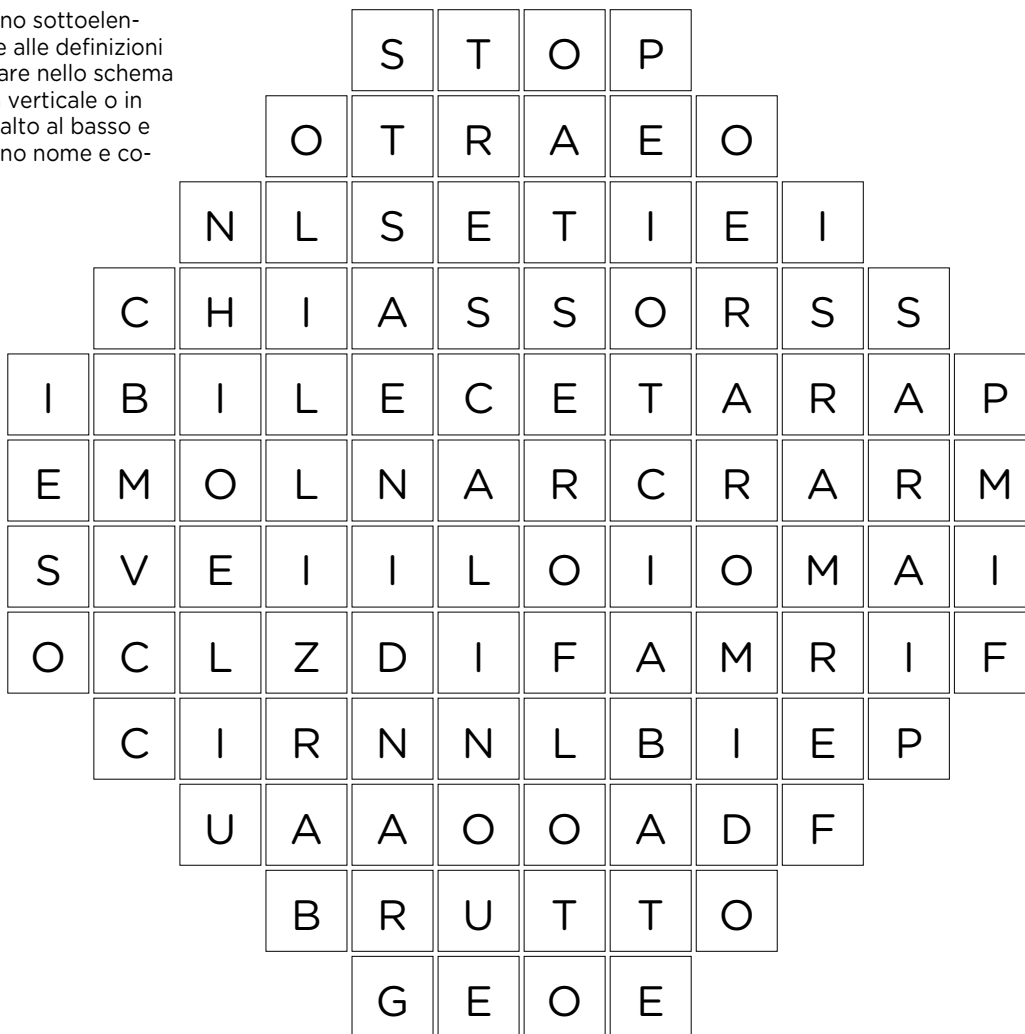 no sottoelen-
e alle definizioni
are nello schema
verticale o in
alto al basso e
no nome e co-
S T O P
O T R A E O
N L S E T I E I
C H I A S S O R S S
I B I L E C E T A R A P
E M O L N A R C R A R M
S V E I I L O I O M A I
O C L Z D I F A M R I F
C I R N N L B I E P
U A A O O A D F
B R U T T O
G E O E